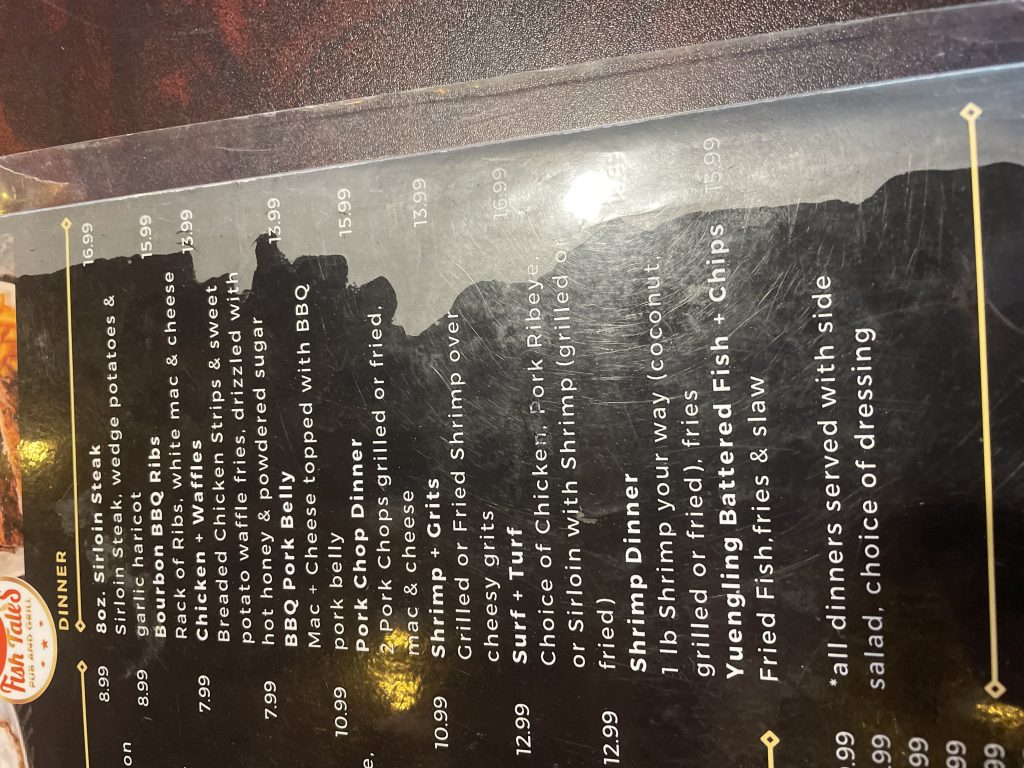 Fish Tales
PUB AND GRILL
8.99
on
8.99
7.99
7.99
10.99
e,
10.99
12.99
12.99
.99
.99
.99
.99
.99
DINNER
8oz. Sirloin Steak 16.99
Sirloin Steak, wedge potatoes &
garlic haricot
Bourbon BBQ Ribs 15.99
Rack of Ribs, white mac & cheese
Chicken + Waffles 13.99
Breaded Chicken Strips & sweet
potato waffle fries, drizzled with
hot honey & powdered sugar
BBQ Pork Belly 13.99
Mac + Cheese topped with BBQ
pork belly
Pork Chop Dinner 15.99
2 Pork Chops grilled or fried,
mac & cheese
Shrimp + Grits 13.99
Grilled or Fried Shrimp over
cheesy grits
Surf + Turf 16.99
Choice of Chicken, Pork Ribeye,
or Sirloin with Shrimp (grilled o
fried)
Shrimp Dinner
1 lb Shrimp your way (coconut,
grilled or fried), fries
Yuengling Battered Fish + Chips 15.99
Fried Fish,fries & slaw
*all dinners served with side
salad, choice of dressing